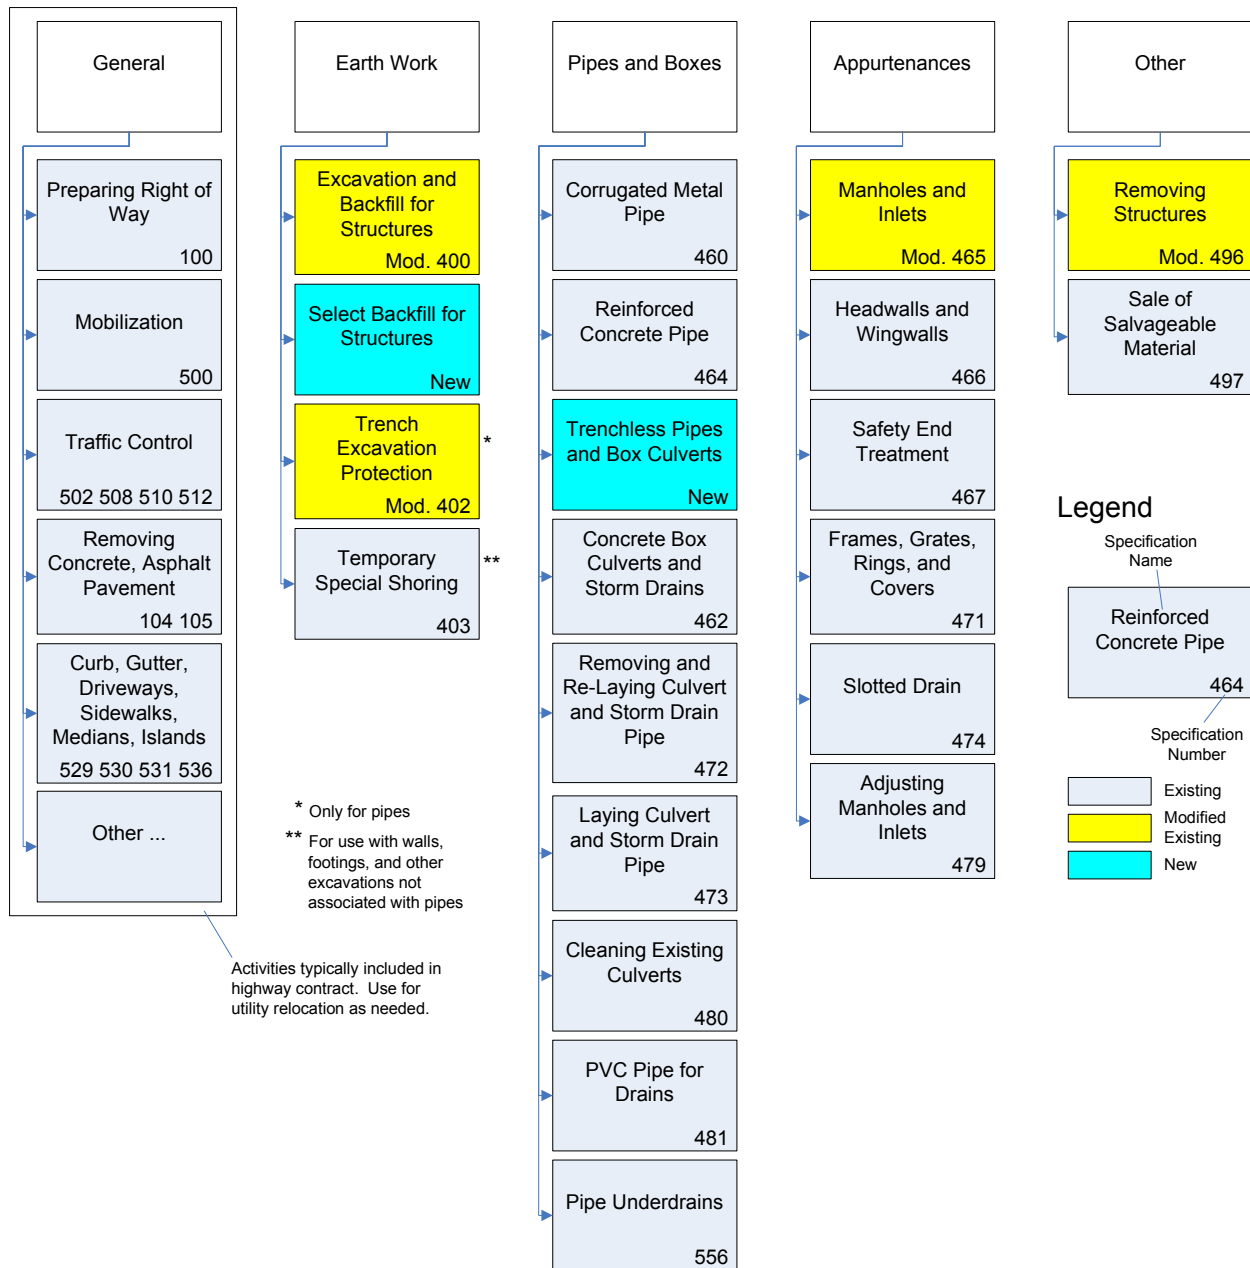 General
Preparing Right of
Way
100
Mobilization
500
Traffic Control
502 508 510 512
Removing
Concrete, Asphalt
Pavement
104 105
Curb, Gutter,
Driveways,
Sidewalks,
Medians, Islands
529 530 531 536
Other ...
Activities typically included in
highway contract. Use for
utility relocation as needed.
Earth Work
Excavation and
Backfill for
Structures
Mod. 400
Select Backfill for
Structures
New
Trench
Excavation
Protection
Mod. 402
*
Temporary
Special Shoring
403
**
* Only for pipes
** For use with walls,
footings, and other
excavations not
associated with pipes
Pipes and Boxes
Corrugated Metal
Pipe
460
Reinforced
Concrete Pipe
464
Trenchless Pipes
and Box Culverts
New
Concrete Box
Culverts and
Storm Drains
462
Removing and
Re-Laying Culvert
and Storm Drain
Pipe
472
Laying Culvert
and Storm Drain
Pipe
473
Cleaning Existing
Culverts
480
PVC Pipe for
Drains
481
Pipe Underdrains
556
Appurtenances
Manholes and
Inlets
Mod. 465
Headwalls and
Wingwalls
466
Safety End
Treatment
467
Frames, Grates,
Rings, and
Covers
471
Slotted Drain
474
Adjusting
Manholes and
Inlets
479
Other
Removing
Structures
Mod. 496
Sale of
Salvageable
Material
497
Legend
Specification
Name
Reinforced
Concrete Pipe
464
Specification
Number
Existing
Modified
Existing
New